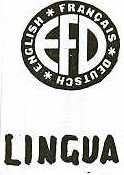 ENGLISH * FRANÇAIS * DEUTSCH *
EFD
LINGUA